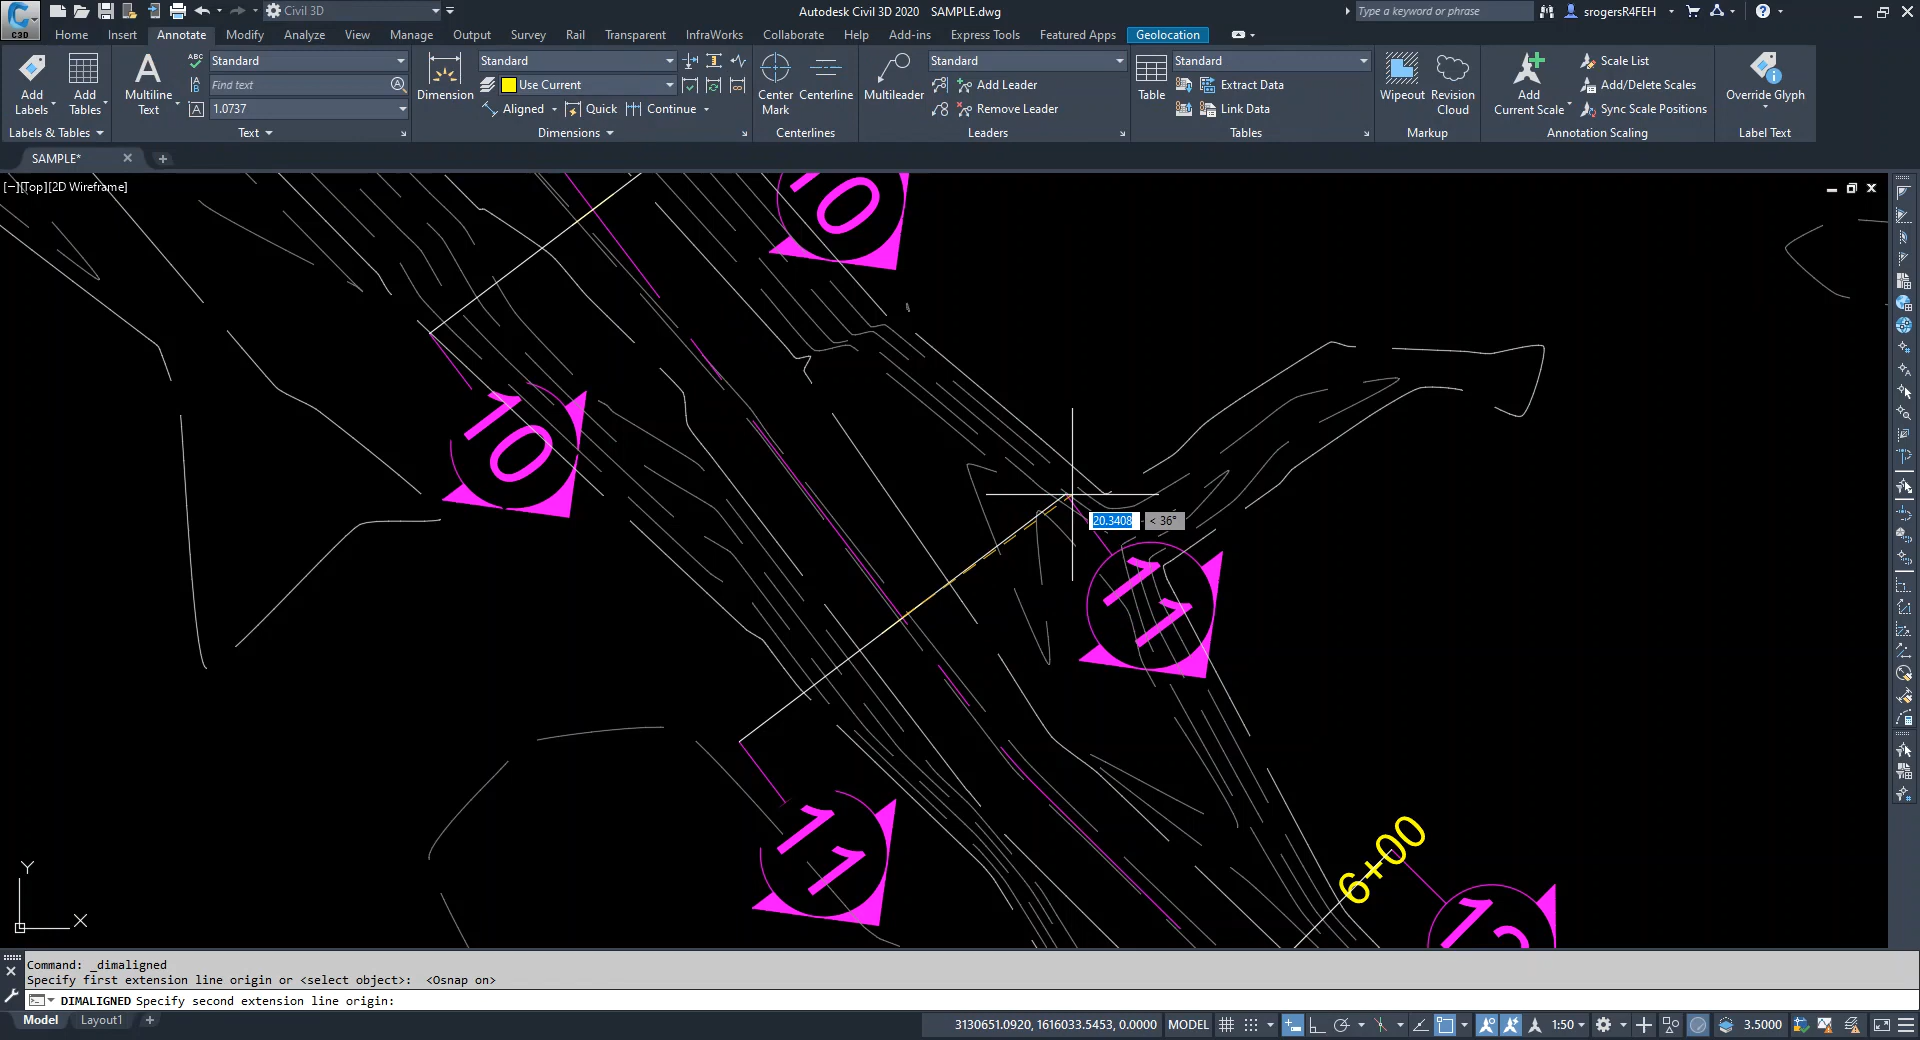 C3D
Civil 3D
Autodesk Civil 3D 2020 SAMPLE.dwg
Type a keyword or phrase
srogersR4FEH
Home Insert Annotate Modify Analyze View Manage Output Survey Rail Transparent InfraWorks Collaborate Help Add-ins Express Tools Featured Apps Geolocation
Add Labels
Add Tables
Labels & Tables
Multiline Text
ABC
Standard
Find text
1.0737
Text
Dimension
Standard
Use Current
Aligned Quick Continue
Dimensions
Center Mark
Centerline
Centerlines
Multileader
Standard
Add Leader
Remove Leader
Leaders
Table
Standard
Extract Data
Link Data
Tables
Wipeout
Revision Cloud
Markup
Add Current Scale
Scale List
Add/Delete Scales
Sync Scale Positions
Annotation Scaling
Override Glyph
Label Text
SAMPLE*
[−][Top][2D Wireframe]
10
10
20.3408 < 36°
11
11
6+00
Y
X
Command: _dimaligned
Specify first extension line origin or <select object>: <Osnap on>
DIMALIGNED Specify second extension line origin:
Model Layout1
3130651.0920, 1616033.5453, 0.0000 MODEL 1:50 3.5000